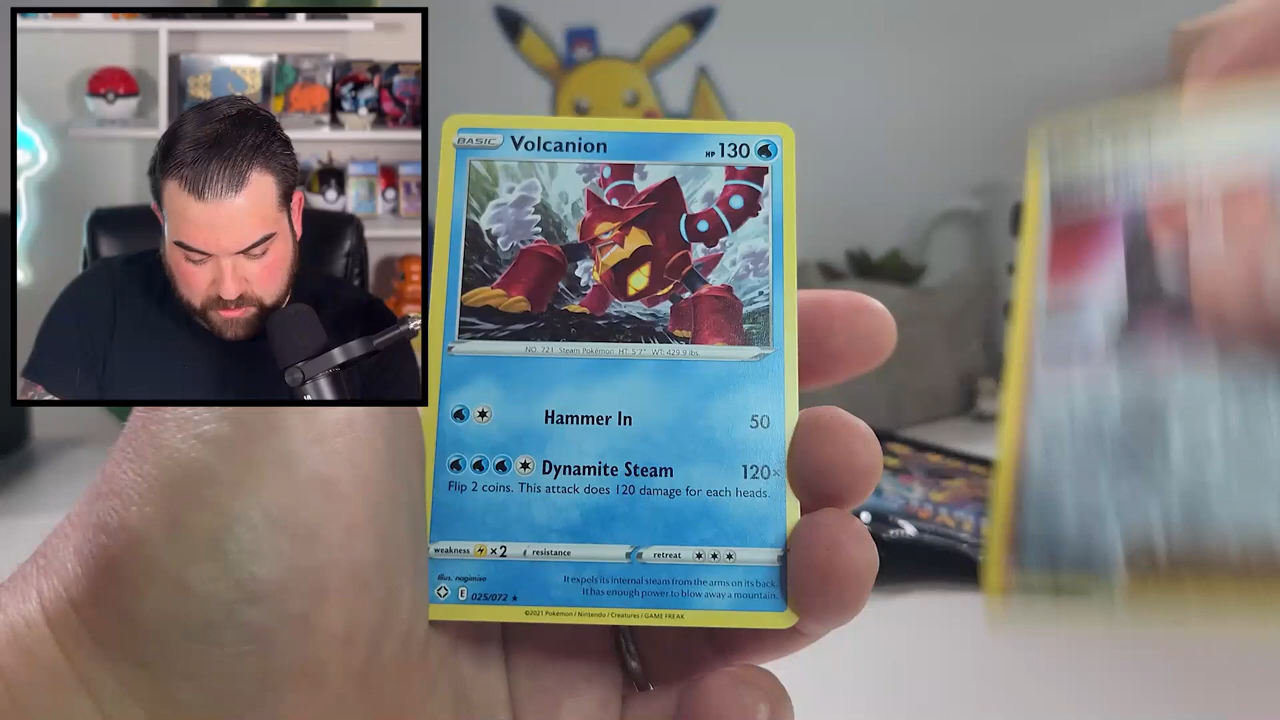 BASIC Volcanion HP 130
NO. 721 Steam Pokémon HT: 5'7" WT: 429.9 lbs.
Hammer In 50
Dynamite Steam 120×
Flip 2 coins. This attack does 120 damage for each heads.
weakness ×2 resistance retreat
Illus. nagimiso
It expels its internal steam from the arms on its back.
It has enough power to blow away a mountain.
E 025/072 ★
©2021 Pokémon / Nintendo / Creatures / GAME FREAK